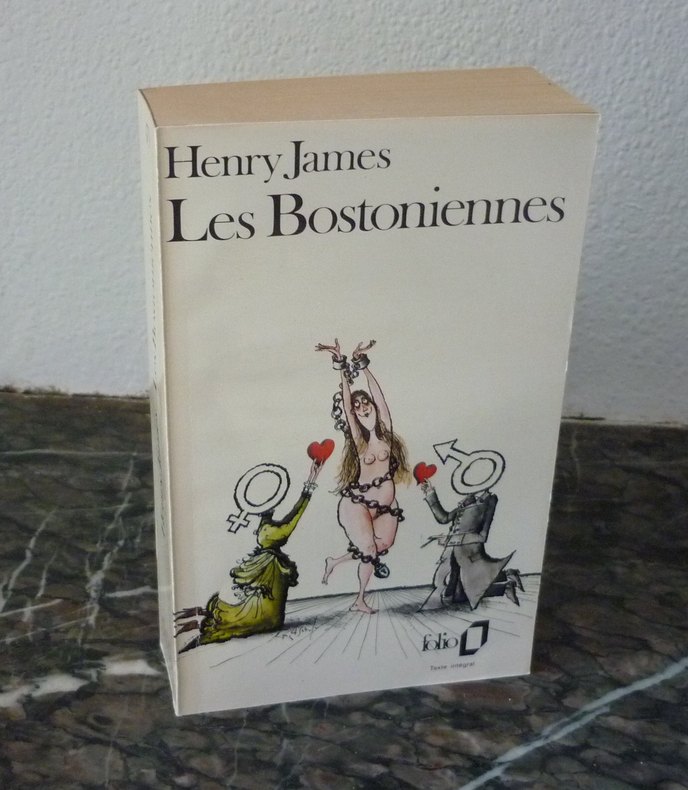 Henry James
Les Bostoniennes
folio
Texte intégral